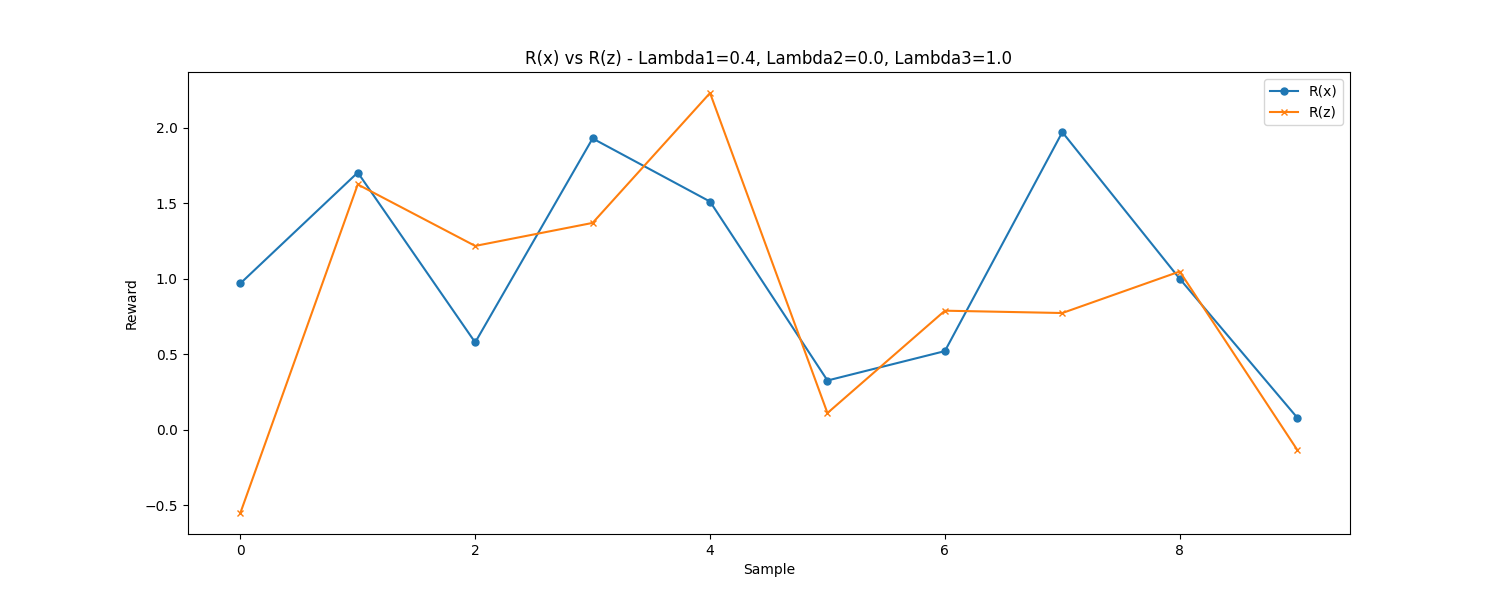 R(x) vs R(z) - Lambda1=0.4, Lambda2=0.0, Lambda3=1.0
R(x)
R(z)
2.0
1.5
1.0
0.5
0.0
−0.5
Reward
0 2 4 6 8
Sample